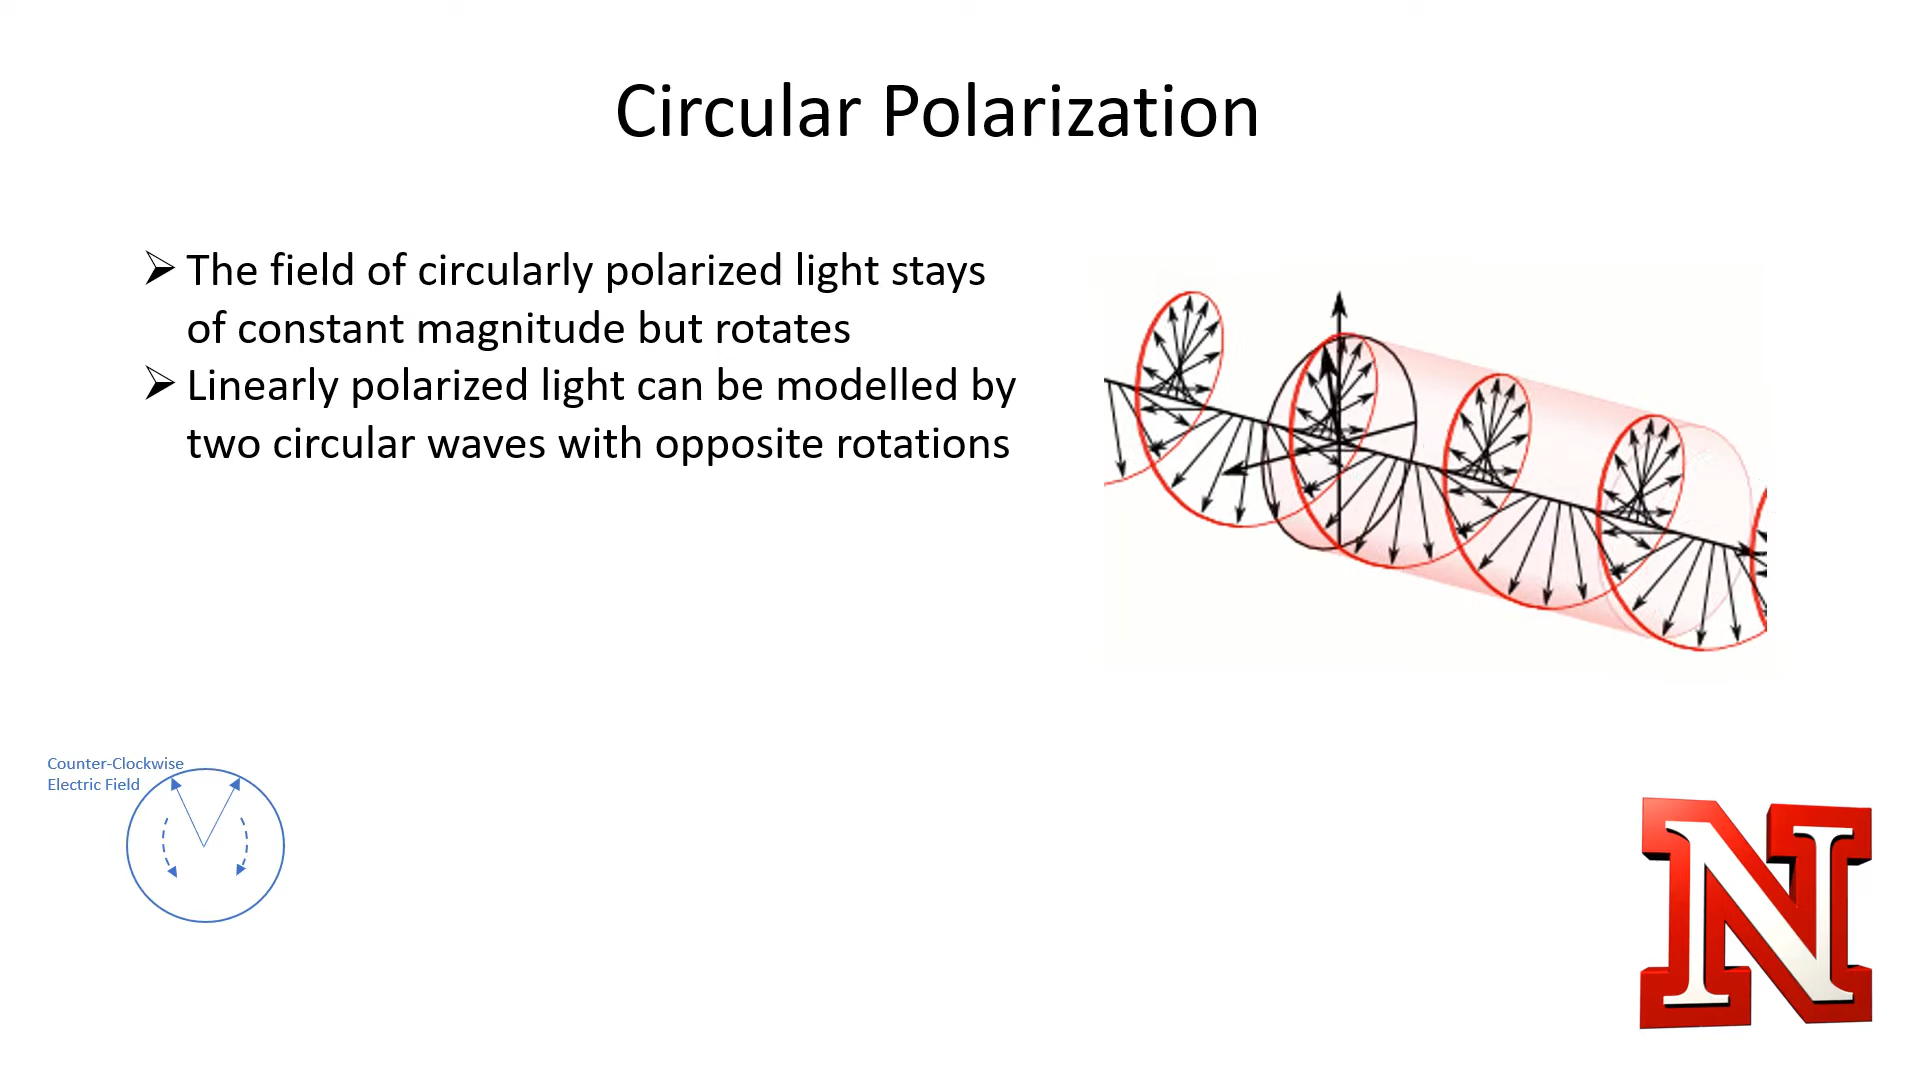 Circular Polarization
The field of circularly polarized light stays
of constant magnitude but rotates
Linearly polarized light can be modelled by
two circular waves with opposite rotations
Counter-Clockwise
Electric Field
N